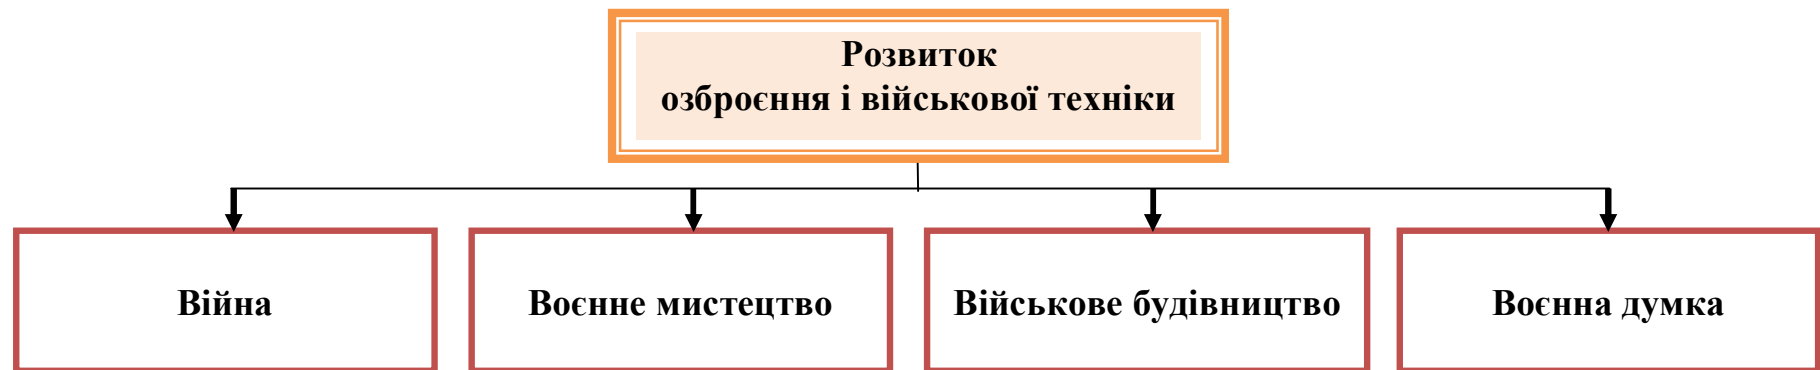 Розвиток
озброєння і військової техніки
Війна
Воєнне мистецтво
Військове будівництво
Воєнна думка